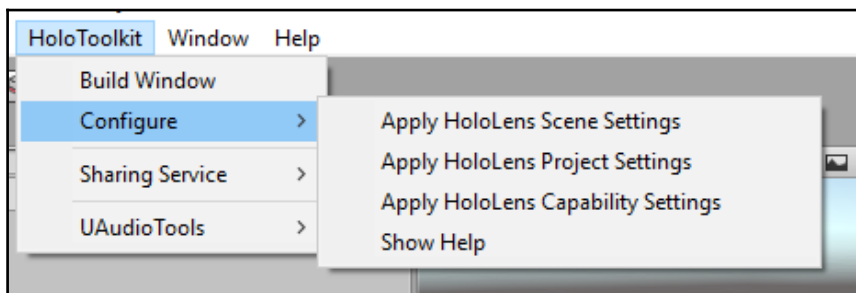 HoloToolkit Window Help
Build Window
Configure
Sharing Service
UAudioTools
Apply HoloLens Scene Settings
Apply HoloLens Project Settings
Apply HoloLens Capability Settings
Show Help